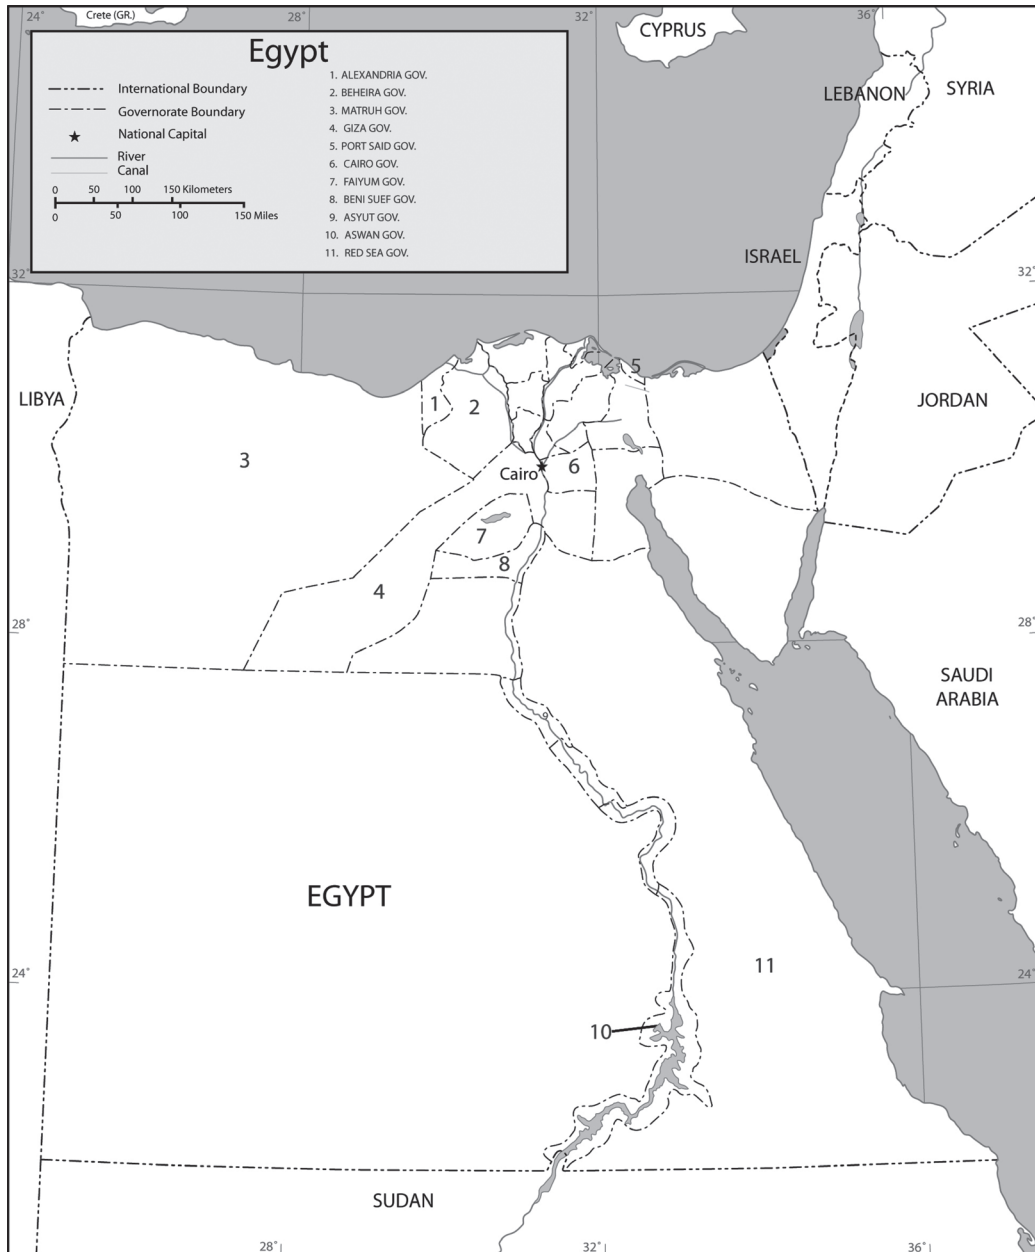 24°
Crete (GR.)
28°
32°
36°
CYPRUS
LEBANON
SYRIA
Egypt
International Boundary
Governorate Boundary
National Capital
River
Canal
0 50 100 150 Kilometers
0 50 100 150 Miles
1. ALEXANDRIA GOV.
2. BEHEIRA GOV.
3. MATRUH GOV.
4. GIZA GOV.
5. PORT SAID GOV.
6. CAIRO GOV.
7. FAIYUM GOV.
8. BENI SUEF GOV.
9. ASYUT GOV.
10. ASWAN GOV.
11. RED SEA GOV.
ISRAEL
32°
32°
5
LIBYA
1
2
JORDAN
3
6
Cairo
7
8
4
28°
28°
SAUDI
ARABIA
EGYPT
11
24°
24°
10
SUDAN
28°
32°
36°